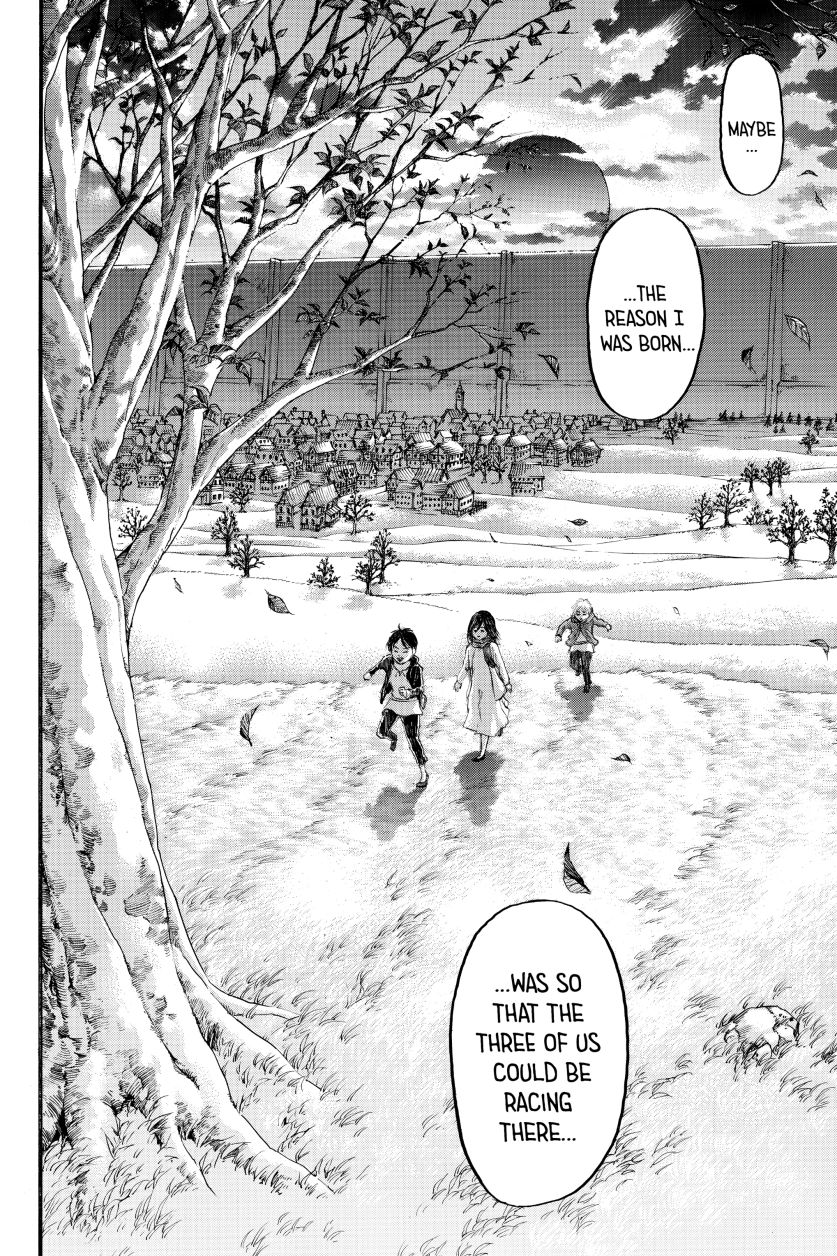 MAYBE
...
...THE
REASON I
WAS BORN...
...WAS SO
THAT THE
THREE OF US
COULD BE
RACING
THERE...